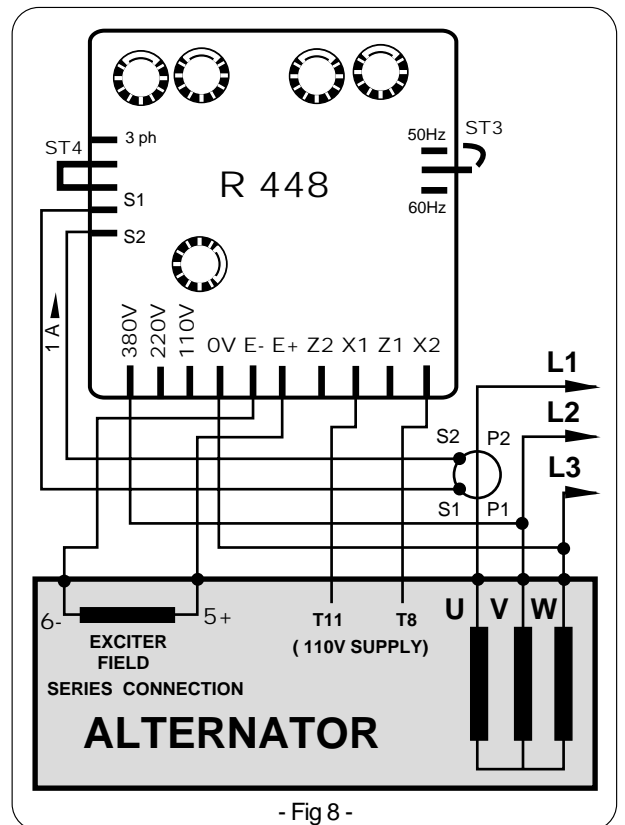 3 ph
ST4
S1
S2
50Hz
ST3
60Hz
R 448
1 A
380V
220V
110V
0V
E-
E+
Z2
X1
Z1
X2
L1
L2
L3
S2
P2
S1
P1
6-
5+
EXCITER
FIELD
SERIES CONNECTION
T11
T8
( 110V SUPPLY)
U
V
W
ALTERNATOR
- Fig 8 -